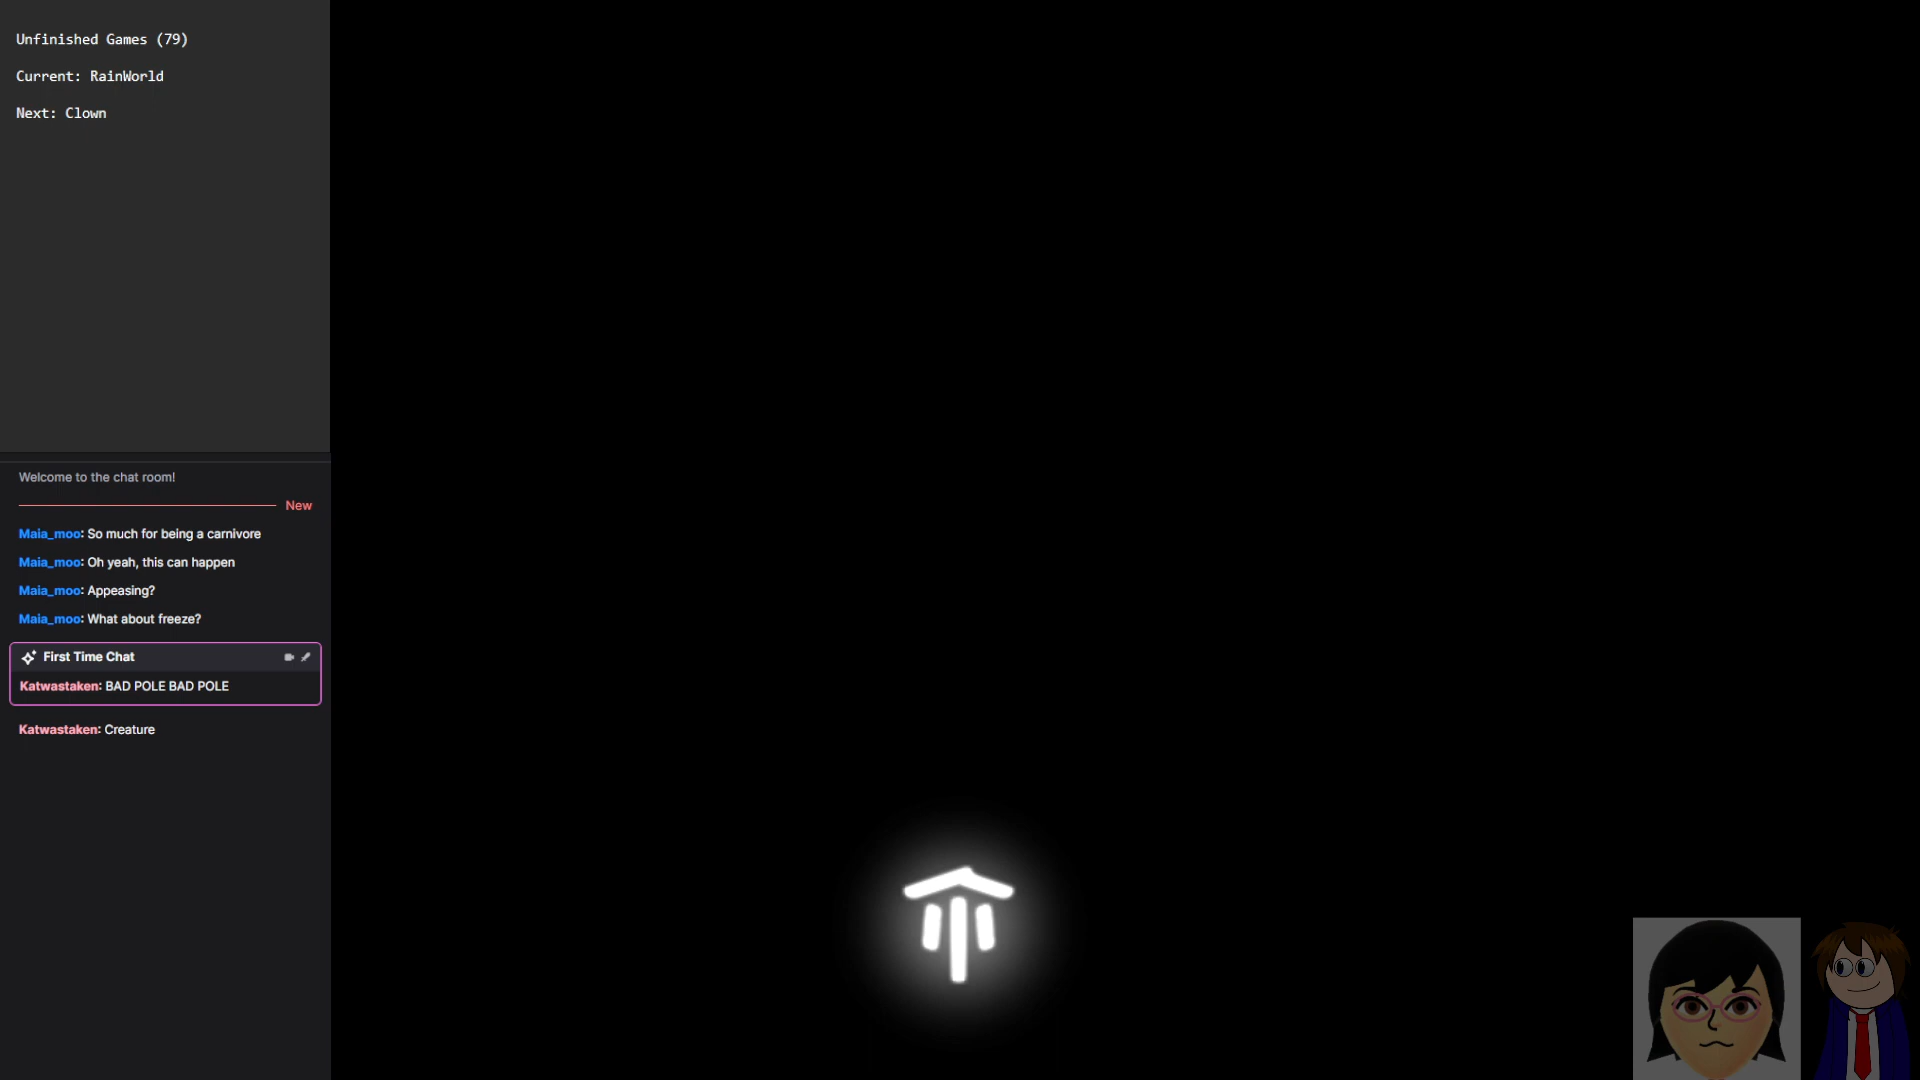 Unfinished Games (79)
Current: RainWorld
Next: Clown
Welcome to the chat room!
New
Maia_moo: So much for being a carnivore
Maia_moo: Oh yeah, this can happen
Maia_moo: Appeasing?
Maia_moo: What about freeze?
First Time Chat
Katwastaken: BAD POLE BAD POLE
Katwastaken: Creature